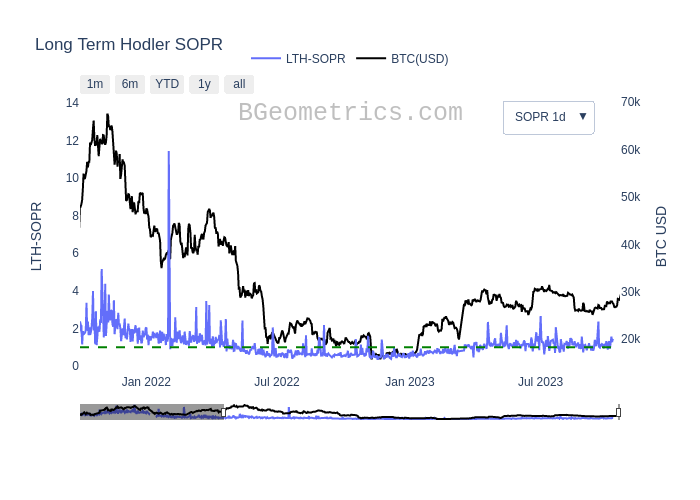 Long Term Hodler SOPR
LTH-SOPR
BTC(USD)
1m
6m
YTD
1y
all
BGeometrics.com
SOPR 1d
14
12
10
8
6
4
2
0
LTH-SOPR
70k
60k
50k
40k
30k
20k
BTC USD
Jan 2022
Jul 2022
Jan 2023
Jul 2023